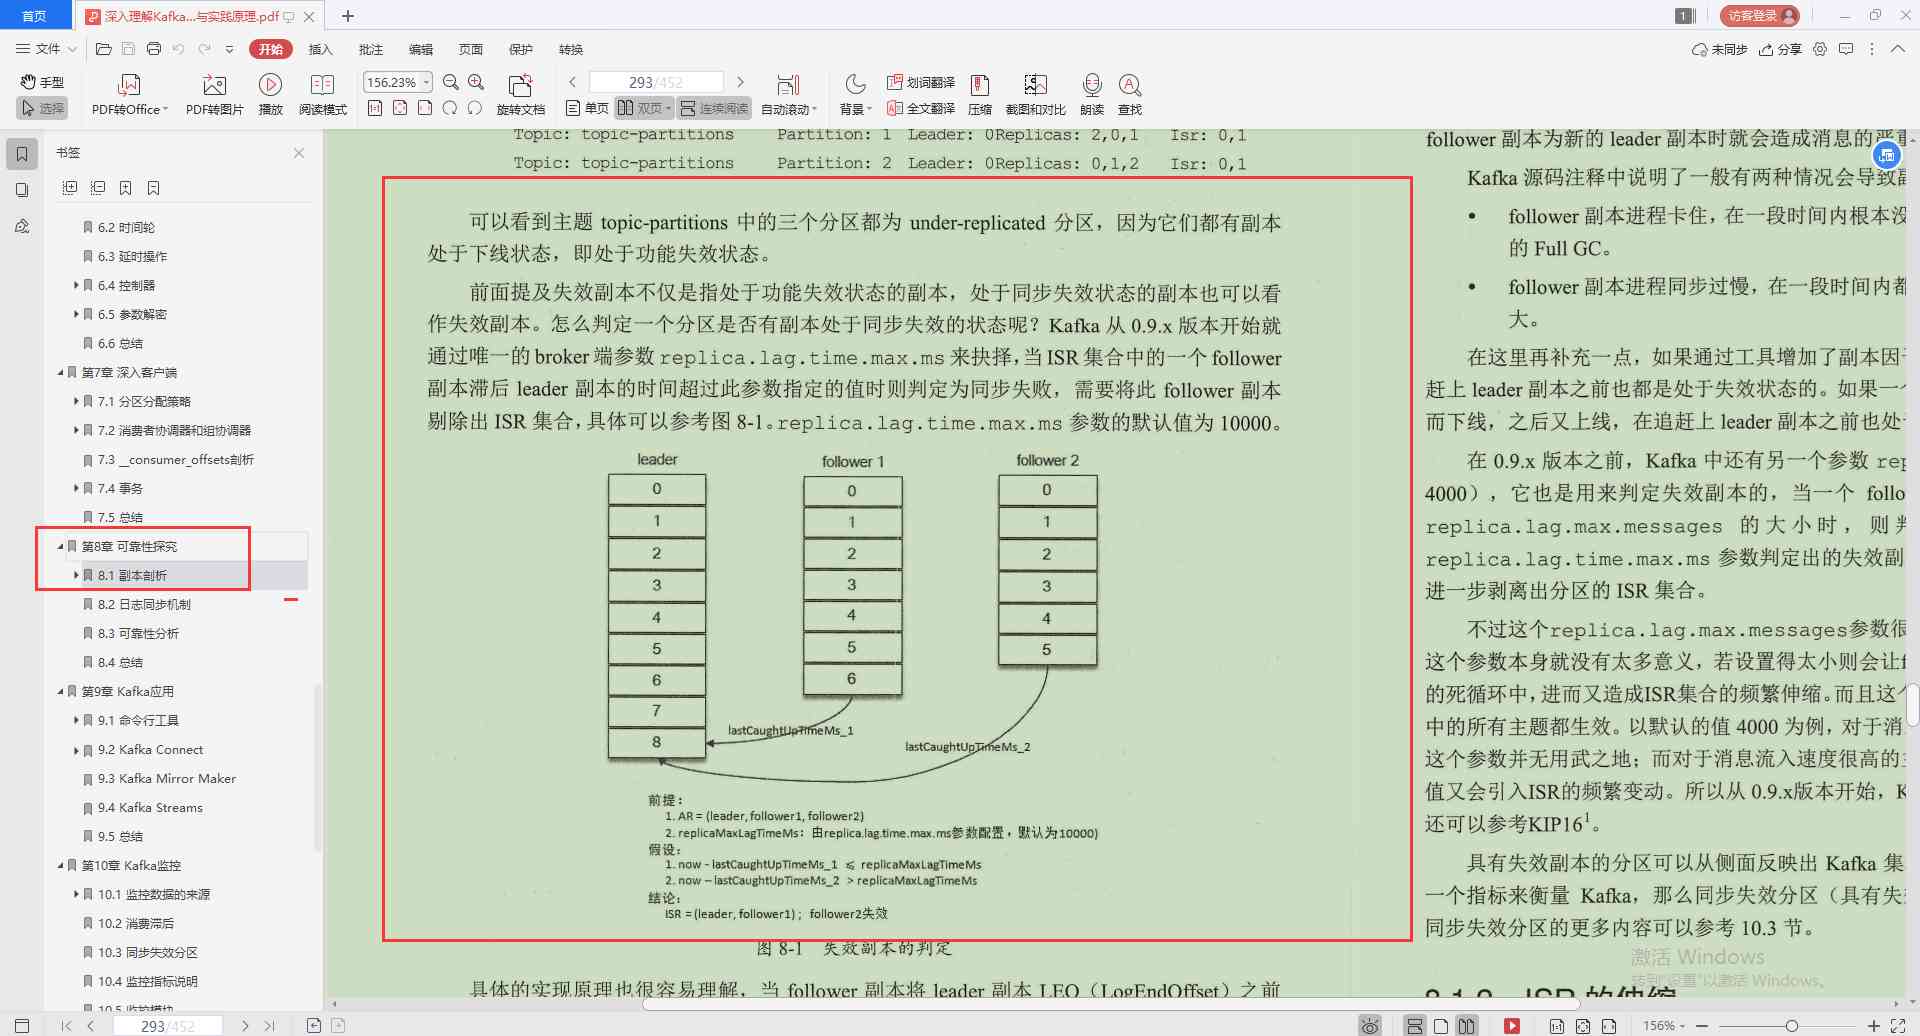 首页
深入理解Kafka...与实践原理.pdf
1
访客登录
文件
开始
插入
批注
编辑
页面
保护
转换
未同步
分享
手型
选择
PDF转Office
PDF转图片
播放
阅读模式
156.23%
旋转文档
293/452
单页
双页
连续阅读
自动滚动
背景
划词翻译
全文翻译
压缩
截图和对比
朗读
查找
书签
6.2 时间轮
6.3 延时操作
6.4 控制器
6.5 参数解密
6.6 总结
第7章 深入客户端
7.1 分区分配策略
7.2 消费者协调器和组协调器
7.3 __consumer_offsets剖析
7.4 事务
7.5 总结
第8章 可靠性探究
8.1 副本剖析
8.2 日志同步机制
8.3 可靠性分析
8.4 总结
第9章 Kafka应用
9.1 命令行工具
9.2 Kafka Connect
9.3 Kafka Mirror Maker
9.4 Kafka Streams
9.5 总结
第10章 Kafka监控
10.1 监控数据的来源
10.2 消费滞后
10.3 同步失效分区
10.4 监控指标说明
10.5 监控模块
Topic: topic-partitions Partition: 1 Leader: 0Replicas: 2,0,1 Isr: 0,1
Topic: topic-partitions Partition: 2 Leader: 0Replicas: 0,1,2 Isr: 0,1
可以看到主题 topic-partitions 中的三个分区都为 under-replicated 分区，因为它们都有副本
处于下线状态，即处于功能失效状态。
前面提及失效副本不仅是指处于功能失效状态的副本，处于同步失效状态的副本也可以看
作失效副本。怎么判定一个分区是否有副本处于同步失效的状态呢？Kafka 从 0.9.x 版本开始就
通过唯一的 broker 端参数 replica.lag.time.max.ms 来抉择，当 ISR 集合中的一个 follower
副本滞后 leader 副本的时间超过此参数指定的值时则判定为同步失败，需要将此 follower 副本
剔除出 ISR 集合，具体可以参考图 8-1。replica.lag.time.max.ms 参数的默认值为 10000。
leader
follower 1
follower 2
0
1
2
3
4
5
6
7
8
0
1
2
3
4
5
6
0
1
2
3
4
5
lastCaughtUpTimeMs_1
lastCaughtUpTimeMs_2
前提：
1. AR = (leader, follower1, follower2)
2. replicaMaxLagTimeMs：由replica.lag.time.max.ms参数配置，默认为10000)
假设：
1. now - lastCaughtUpTimeMs_1 ⩽ replicaMaxLagTimeMs
2. now – lastCaughtUpTimeMs_2 > replicaMaxLagTimeMs
结论：
ISR = (leader, follower1)； follower2失效
图 8-1 失效副本的判定
具体的实现原理也很容易理解，当 follower 副本将 leader 副本 LEO（LogEndOffset）之前
follower 副本为新的 leader 副本时就会造成消息的严重
Kafka 源码注释中说明了一般有两种情况会导致副
• follower 副本进程卡住，在一段时间内根本没
的 Full GC。
• follower 副本进程同步过慢，在一段时间内都
大。
在这里再补充一点，如果通过工具增加了副本因子
赶上 leader 副本之前也都是处于失效状态的。如果一个
而下线，之后又上线，在追赶上 leader 副本之前也处于
在 0.9.x 版本之前，Kafka 中还有另一个参数 rep
4000），它也是用来判定失效副本的，当一个 follo
replica.lag.max.messages 的大小时，则判
replica.lag.time.max.ms 参数判定出的失效副
进一步剥离出分区的 ISR 集合。
不过这个replica.lag.max.messages参数很
这个参数本身就没有太多意义，若设置得太小则会让f
的死循环中，进而又造成ISR集合的频繁伸缩。而且这个
中的所有主题都生效。以默认的值 4000 为例，对于消
这个参数并无用武之地；而对于消息流入速度很高的主
值又会引入ISR的频繁变动。所以从 0.9.x版本开始，K
还可以参考KIP16¹。
具有失效副本的分区可以从侧面反映出 Kafka 集
一个指标来衡量 Kafka，那么同步失效分区（具有失
同步失效分区的更多内容可以参考 10.3 节。
激活 Windows
转到"设置"以激活 Windows。
8.1.2 ISR 的伸缩
293/452
156%